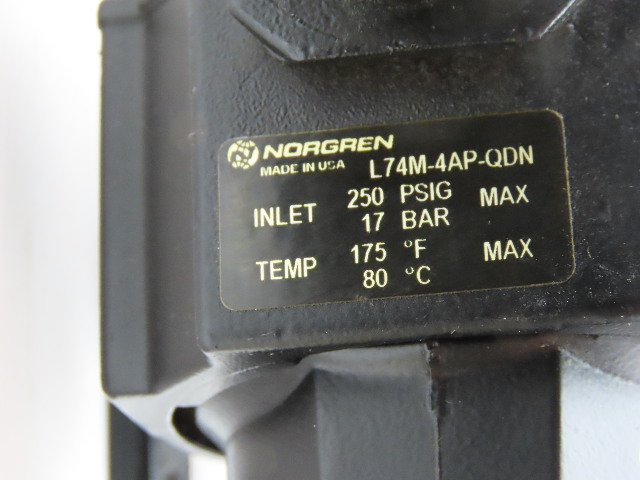 NORGREN
MADE IN USA L74M-4AP-QDN
INLET 250 PSIG MAX
17 BAR
TEMP 175 °F MAX
80 °C